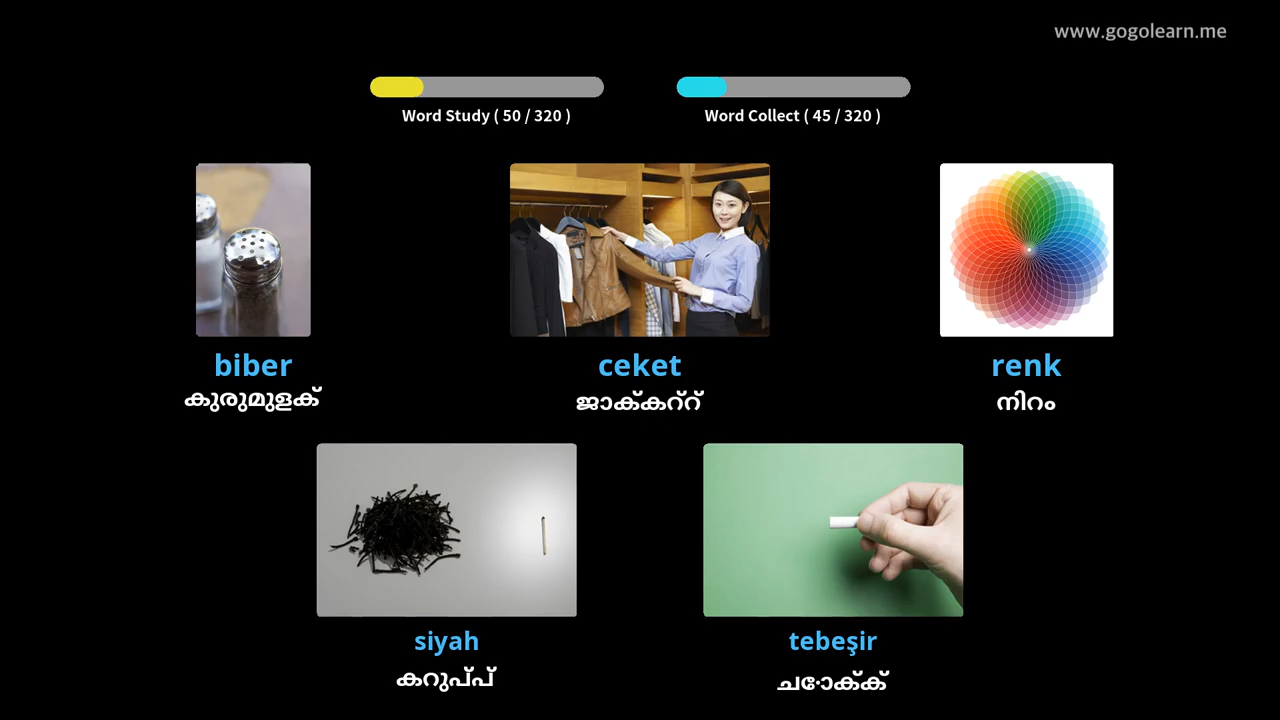 www.gogolearn.me
Word Study ( 50 / 320 )
Word Collect ( 45 / 320 )
biber
കുരുമുളക്
ceket
ജാക്കറ്റ്
renk
നിറം
siyah
കറുപ്പ്
tebeşir
ചോക്ക്